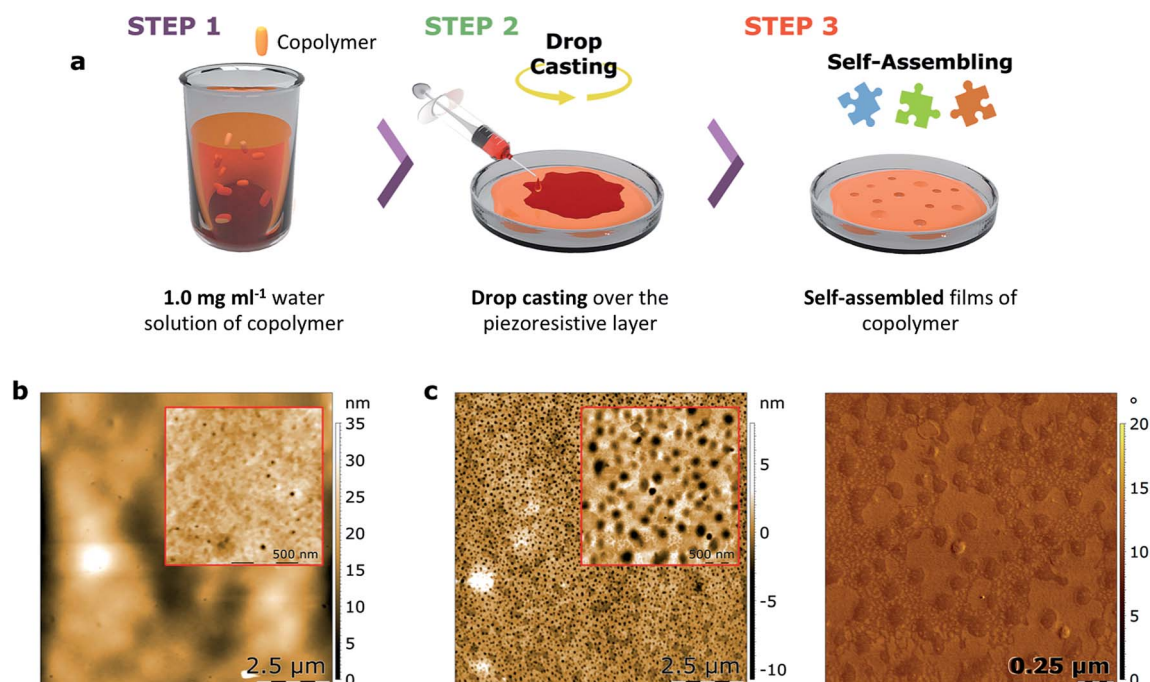 STEP 1
STEP 2
STEP 3
Copolymer
Drop
Casting
Self-Assembling
a
1.0 mg ml⁻¹ water
solution of copolymer
Drop casting over the
piezoresistive layer
Self-assembled films of
copolymer
b
nm
35
30
25
20
15
10
5
0
500 nm
2.5 μm
c
nm
5
0
-5
-10
500 nm
2.5 μm
°
20
15
10
5
0
0.25 μm